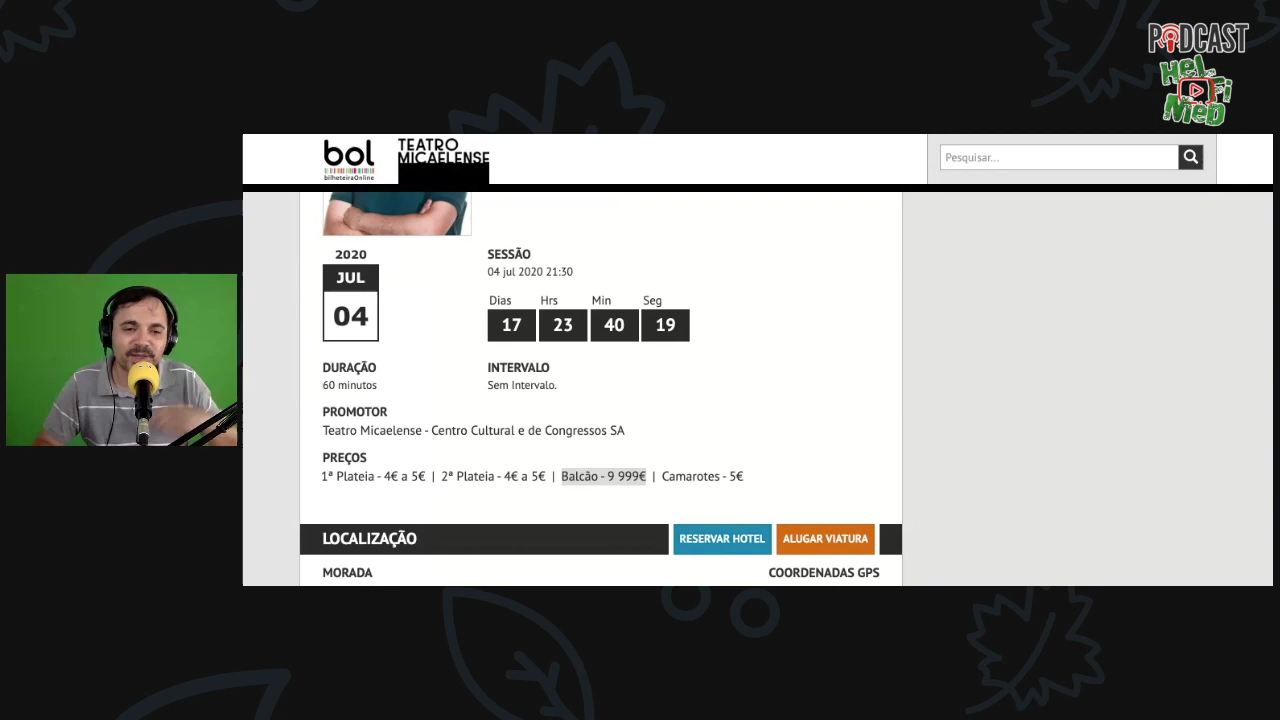 PODCAST
HELFIMED
bol
bilheteiraOnline
TEATRO
MICAELENSE
Pesquisar...
2020
JUL
04
SESSÃO
04 jul 2020 21:30
Dias Hrs Min Seg
17 23 40 19
DURAÇÃO
60 minutos
INTERVALO
Sem Intervalo.
PROMOTOR
Teatro Micaelense - Centro Cultural e de Congressos SA
PREÇOS
1ª Plateia - 4€ a 5€ | 2ª Plateia - 4€ a 5€ | Balcão - 9 999€ | Camarotes - 5€
LOCALIZAÇÃO
RESERVAR HOTEL
ALUGAR VIATURA
MORADA
COORDENADAS GPS